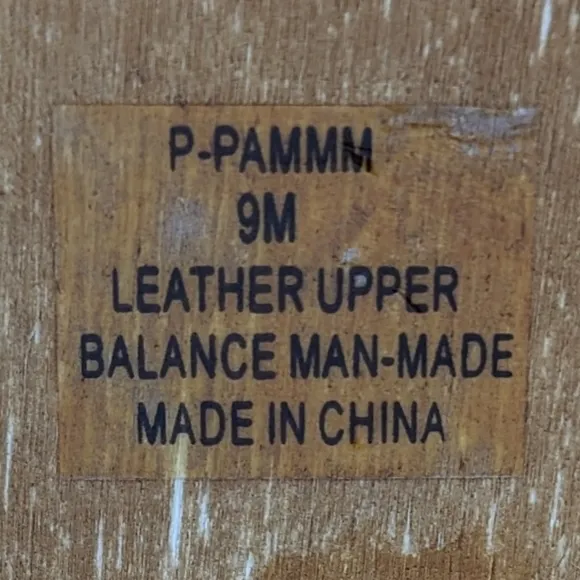 P-PAMMM
9M
LEATHER UPPER
BALANCE MAN-MADE
MADE IN CHINA